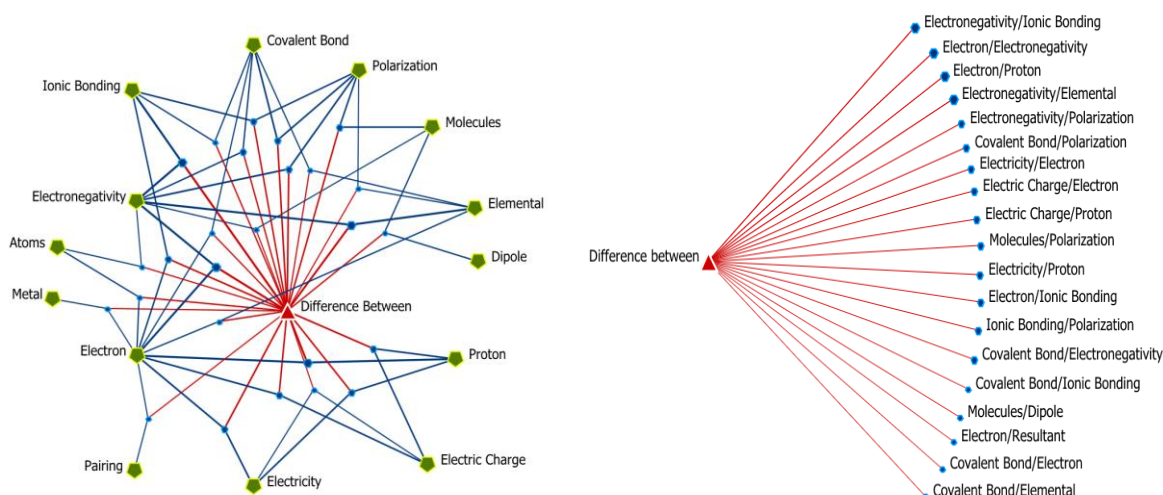 Covalent Bond
Polarization
Ionic Bonding
Molecules
Electronegativity
Elemental
Atoms
Dipole
Metal
Difference Between
Electron
Proton
Pairing
Electricity
Electric Charge
Electronegativity/Ionic Bonding
Electron/Electronegativity
Electron/Proton
Electronegativity/Elemental
Electronegativity/Polarization
Covalent Bond/Polarization
Electricity/Electron
Electric Charge/Electron
Electric Charge/Proton
Molecules/Polarization
Difference between
Electricity/Proton
Electron/Ionic Bonding
Ionic Bonding/Polarization
Covalent Bond/Electronegativity
Covalent Bond/Ionic Bonding
Molecules/Dipole
Electron/Resultant
Covalent Bond/Electron
Covalent Bond/Elemental